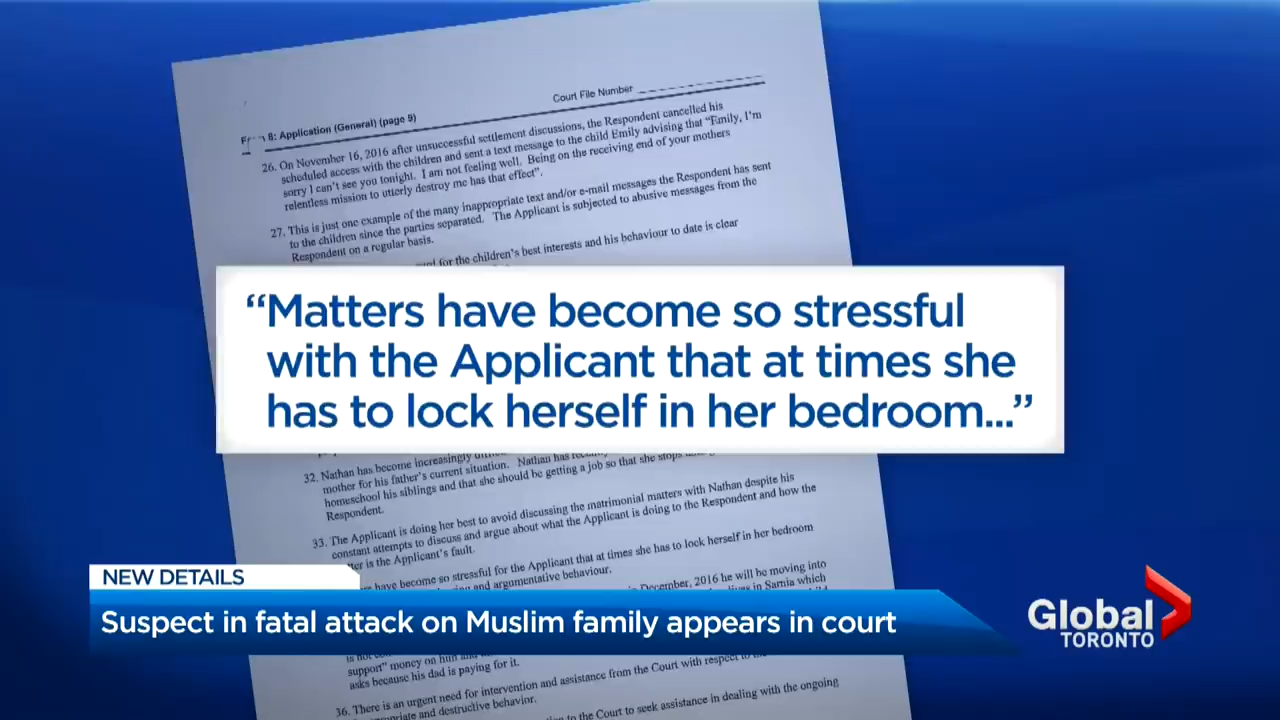 Court File Number
8: Application (General) (page 9)
26. On November 16, 2016 after unsuccessful settlement discussions, the Respondent cancelled his
scheduled access with the children and sent a text message to the child Emily advising that "Emily, I'm
sorry I can't see you tonight. I am not feeling well. Being on the receiving end of your mothers
relentless mission to utterly destroy me has that effect".
27. This is just one example of the many inappropriate text and/or e-mail messages the Respondent has sent
to the children since the parties separated. The Applicant is subjected to abusive messages from the
Respondent on a regular basis.
for the children's best interests and his behaviour to date is clear
“Matters have become so stressful
with the Applicant that at times she
has to lock herself in her bedroom...”
32. Nathan has become increasingly
mother for his father's current situation. Nathan has
homeschool his siblings and that she should be getting a job so that she stops
Respondent.
33. The Applicant is doing her best to avoid discussing the matrimonial matters with Nathan despite his
constant attempts to discuss and argue about what the Applicant is doing to the Respondent and how the
is the Applicant's fault.
have become so stressful for the Applicant that at times she has to lock herself in her bedroom
and argumentative behaviour.
December, 2016 he will be moving into
in Sarnia which
NEW DETAILS
Suspect in fatal attack on Muslim family appears in court
Global
TORONTO
support" money on him
asks because his dad is paying for it.
36. There is an urgent need for intervention and assistance from the Court with respect to
and destructive behavior.
to the Court to seek assistance in dealing with the ongoing